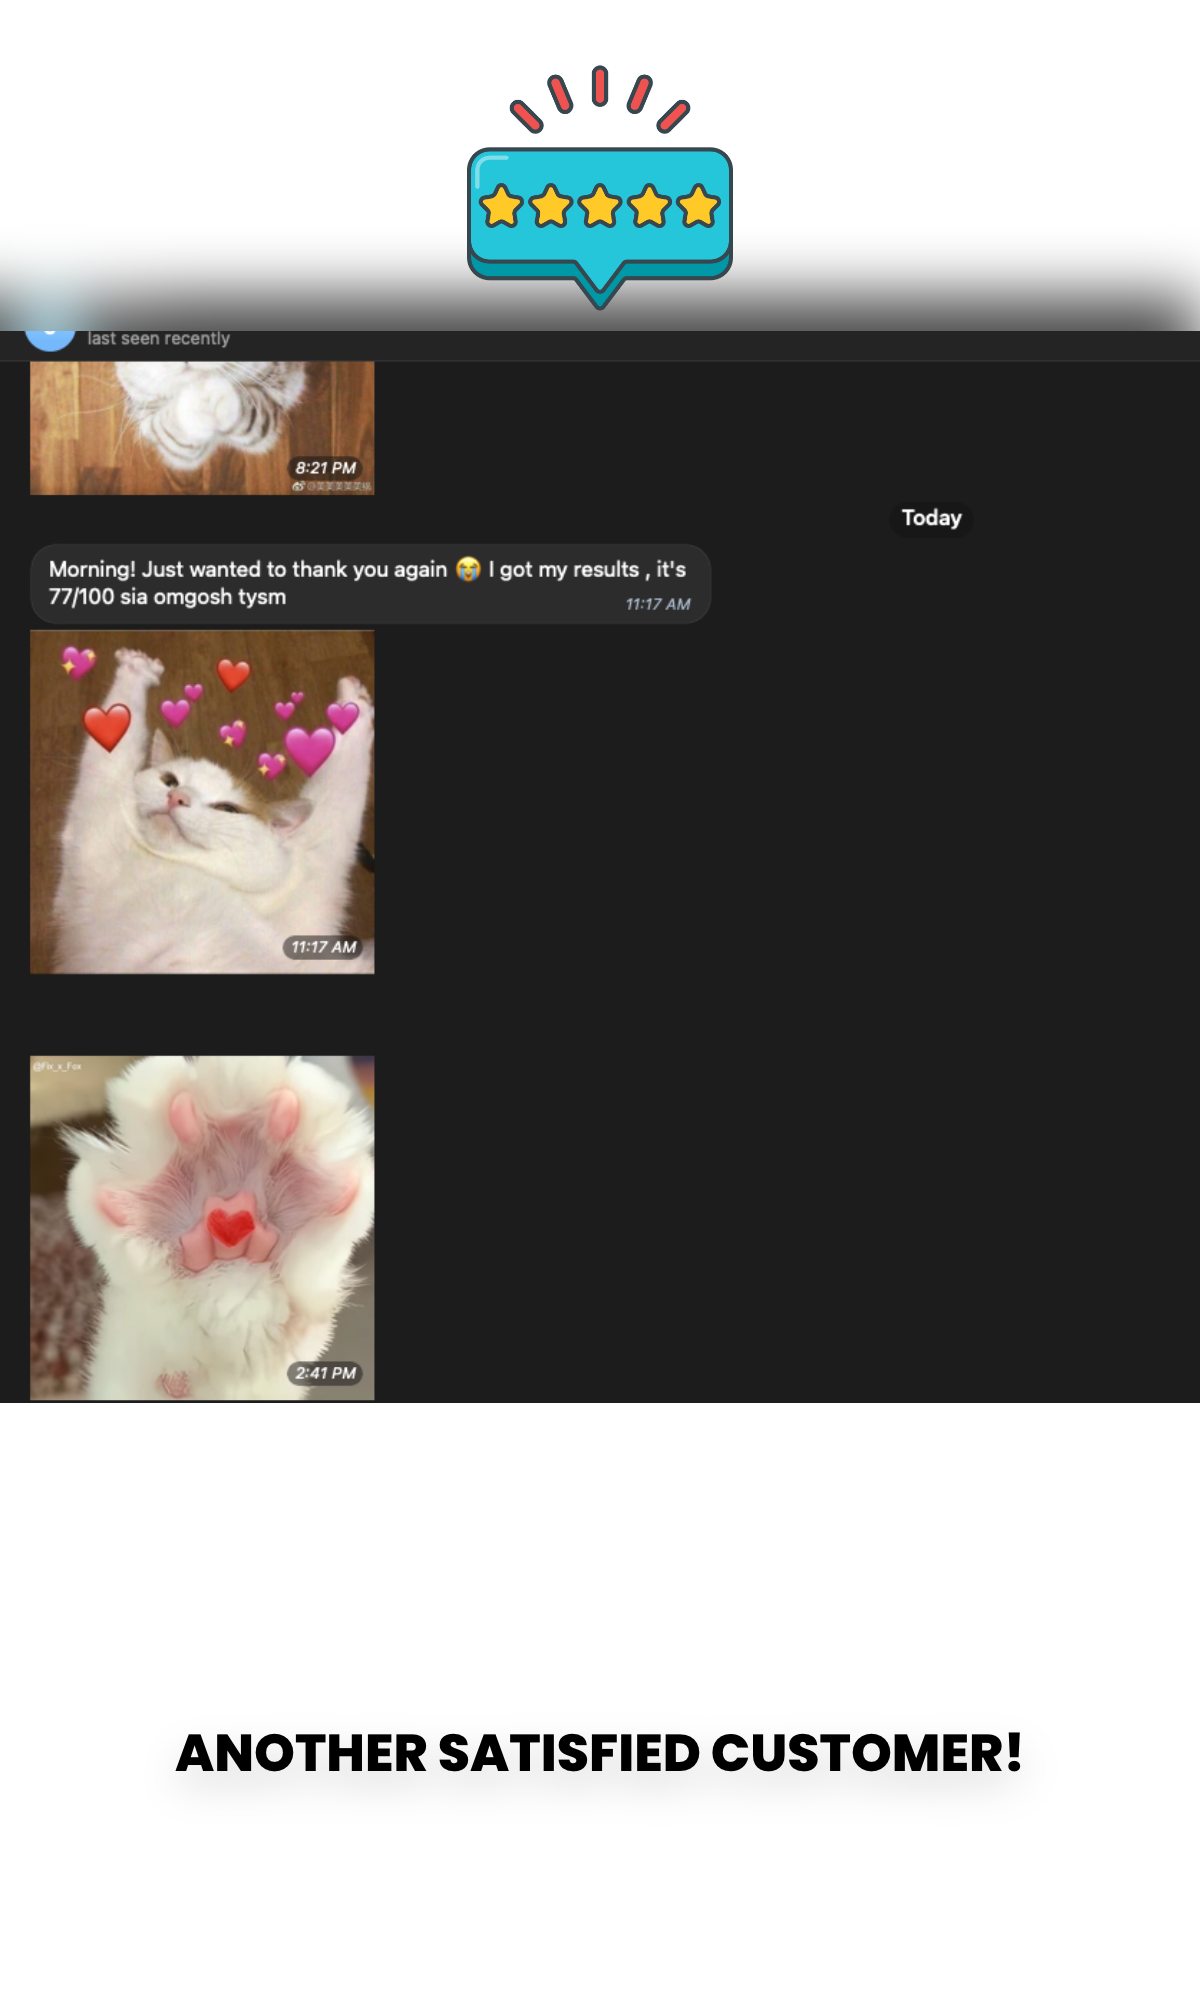 last seen recently
8:21 PM
Today
Morning! Just wanted to thank you again 😭 I got my results , it's
77/100 sia omgosh tysm
11:17 AM
11:17 AM
@Fix_x_Fox
2:41 PM
ANOTHER SATISFIED CUSTOMER!